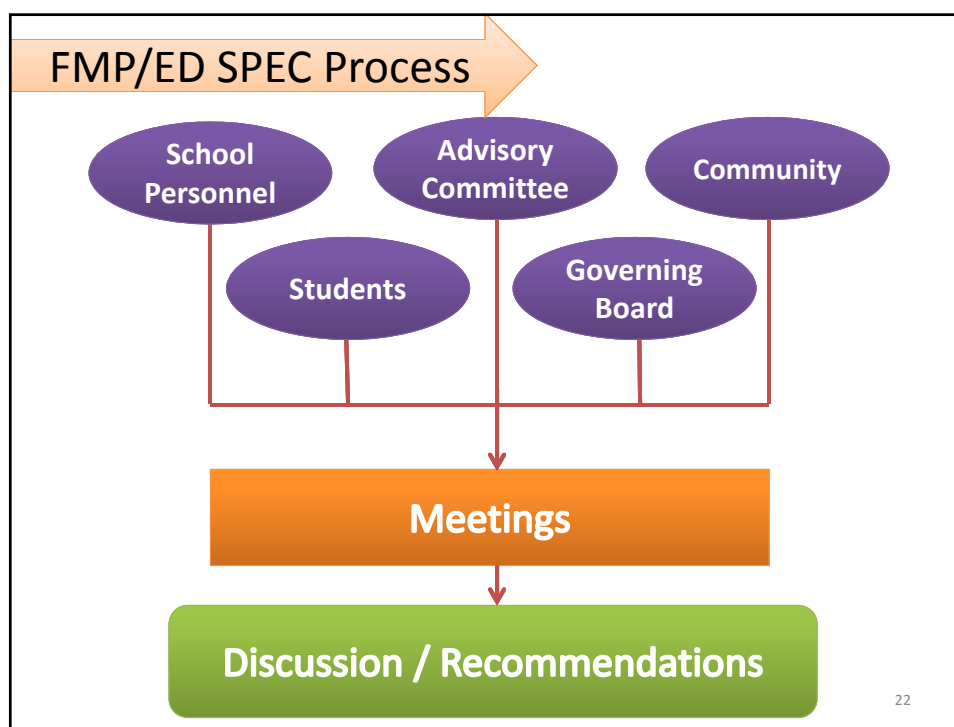 FMP/ED SPEC Process
School
Personnel
Advisory
Committee
Community
Students
Governing
Board
Meetings
Discussion / Recommendations
22